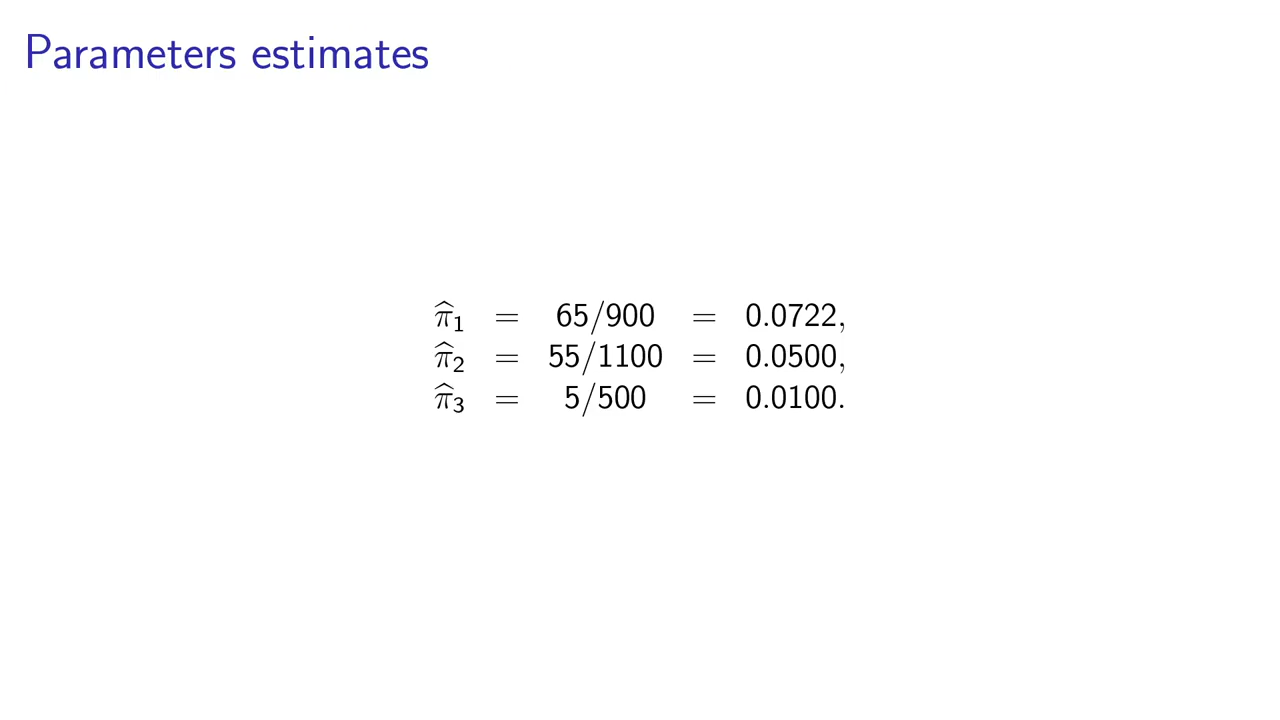 Parameters estimates
π̂₁ = 65/900 = 0.0722,
π̂₂ = 55/1100 = 0.0500,
π̂₃ = 5/500 = 0.0100.